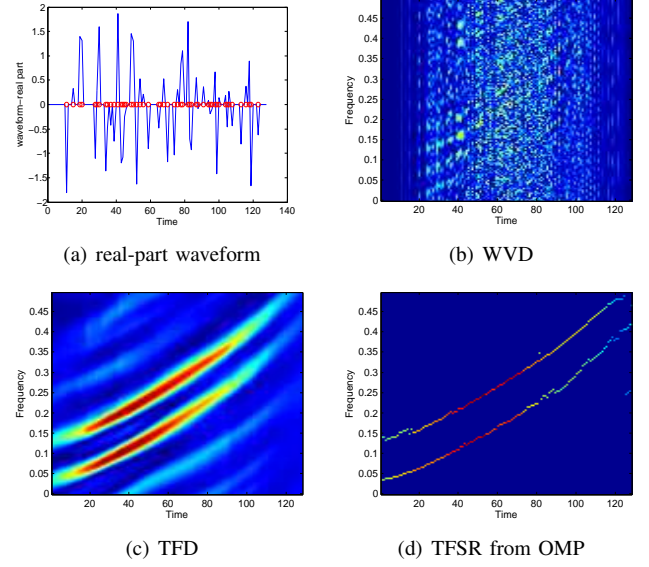 2
1.5
1
0.5
0
−0.5
−1
−1.5
−2
waveform−real part
0 20 40 60 80 100 120 140
Time
(a) real-part waveform
0.45
0.4
0.35
0.3
0.25
0.2
0.15
0.1
0.05
0
Frequency
20 40 60 80 100 120
Time
(b) WVD
0.45
0.4
0.35
0.3
0.25
0.2
0.15
0.1
0.05
0
Frequency
20 40 60 80 100 120
Time
(c) TFD
0.45
0.4
0.35
0.3
0.25
0.2
0.15
0.1
0.05
0
Frequency
20 40 60 80 100 120
Time
(d) TFSR from OMP